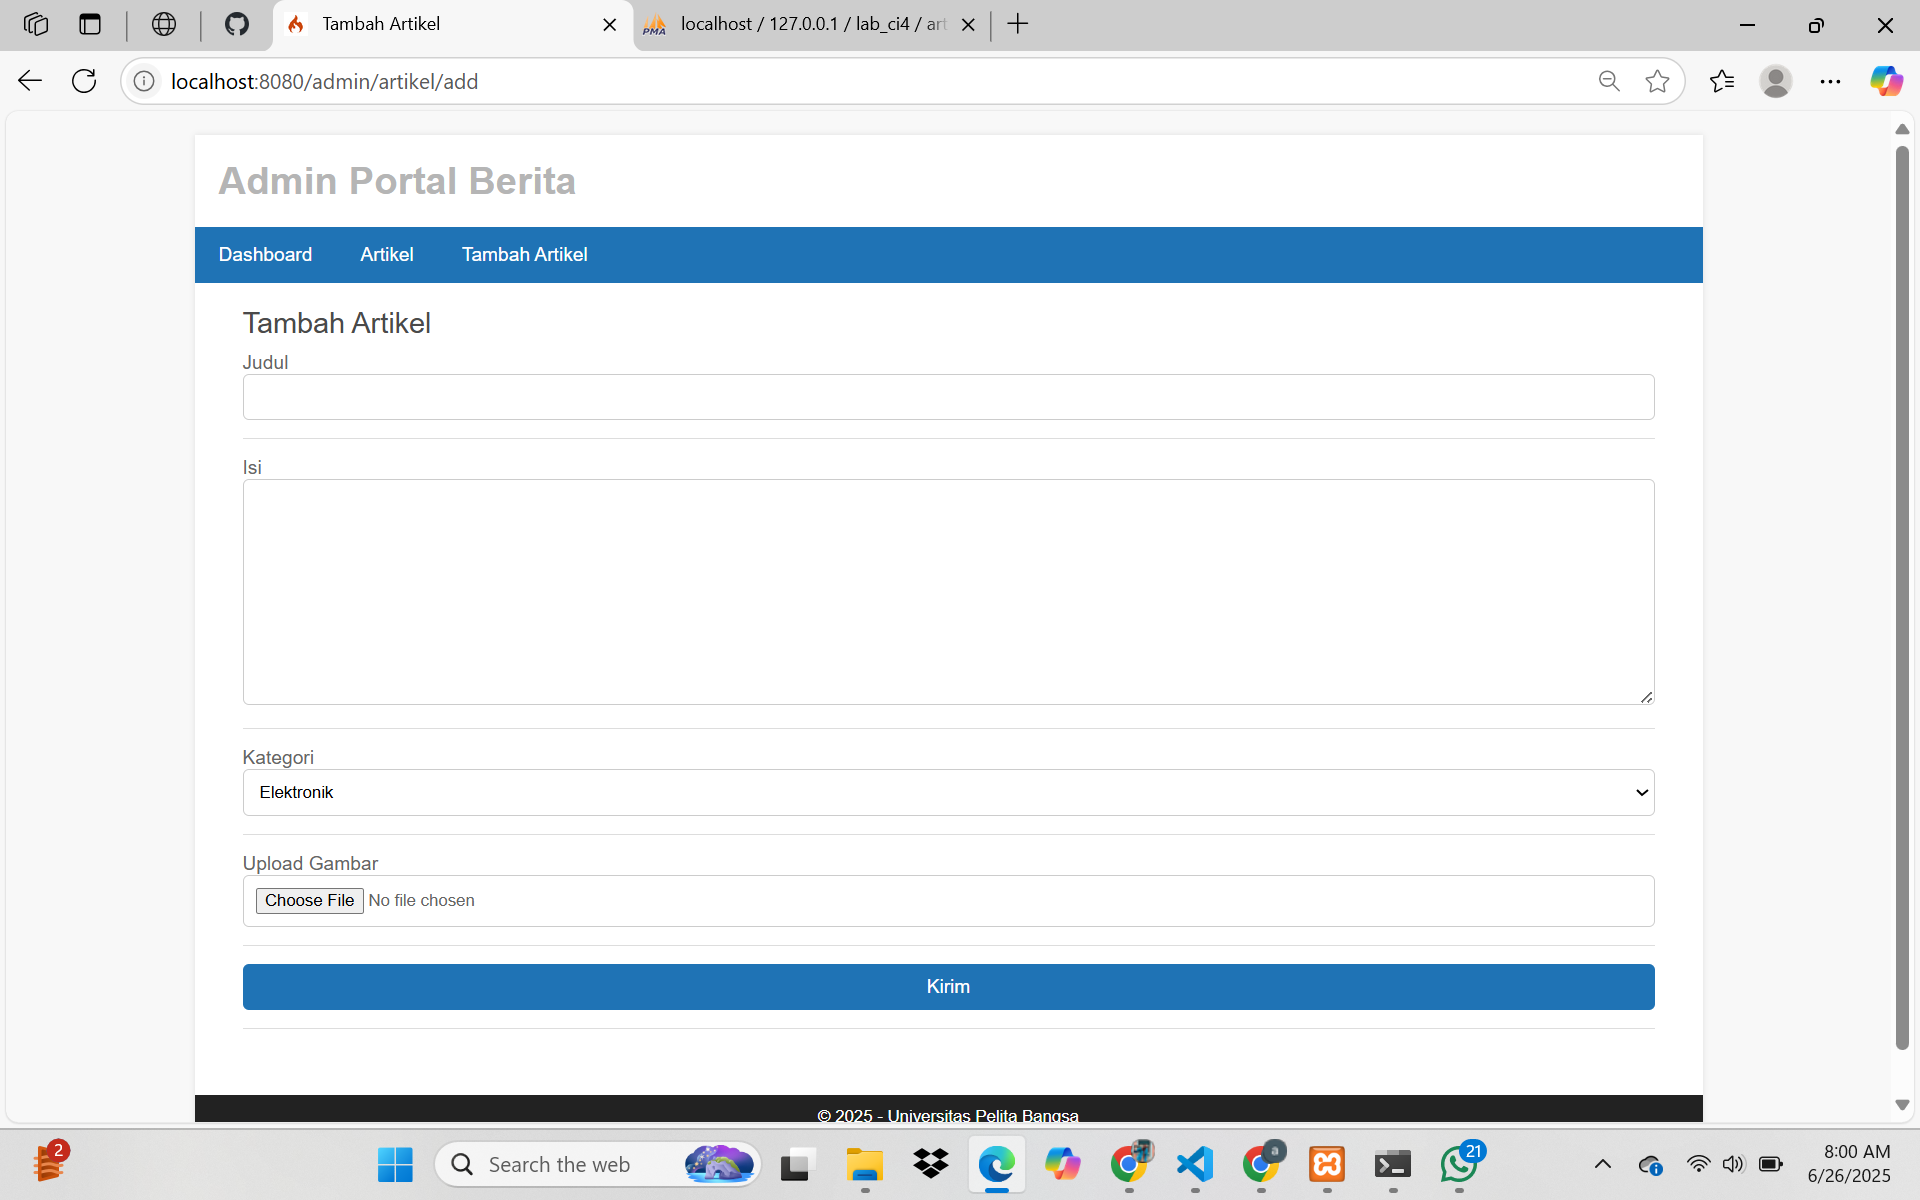 Tambah Artikel
localhost / 127.0.0.1 / lab_ci4 / art
localhost:8080/admin/artikel/add
Admin Portal Berita
Dashboard Artikel Tambah Artikel
Tambah Artikel
Judul
Isi
Kategori
Elektronik
Upload Gambar
Choose File No file chosen
Kirim
© 2025 - Universitas Pelita Bangsa
2
Search the web
a
21
8:00 AM
6/26/2025